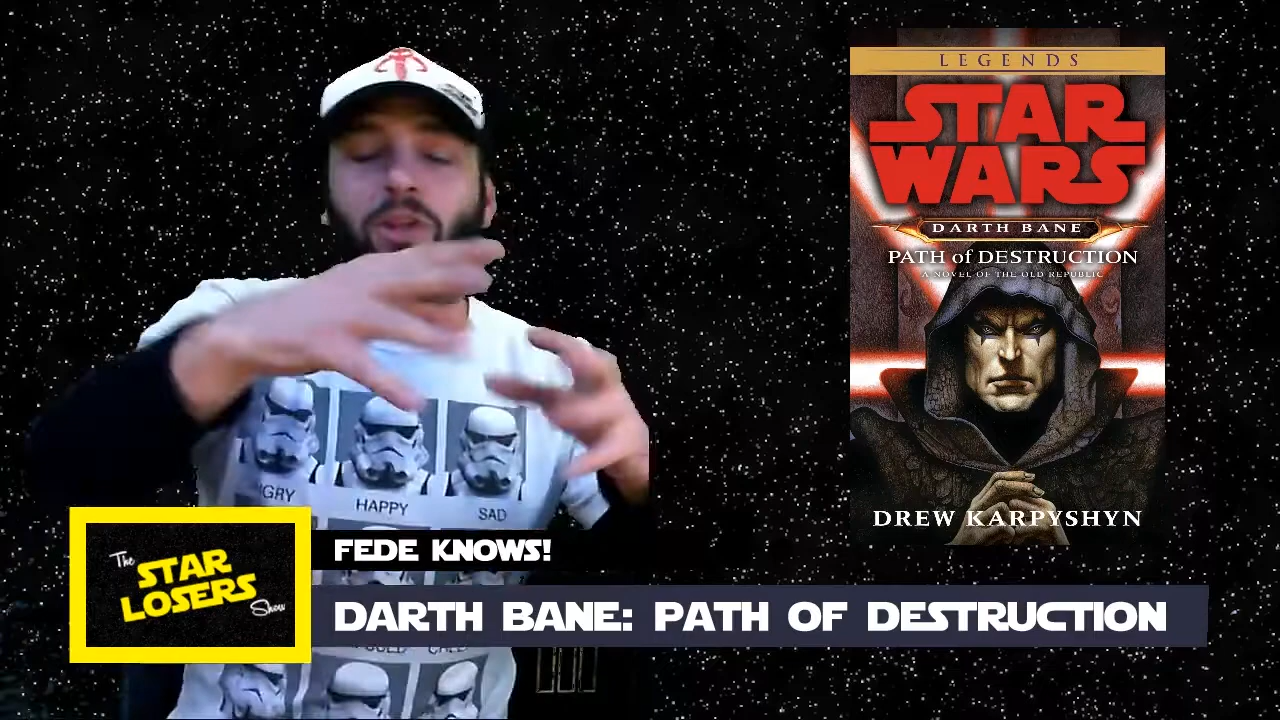 LEGENDS
STAR
WARS
DARTH BANE
PATH of DESTRUCTION
A NOVEL OF THE OLD REPUBLIC
DREW KARPYSHYN
HAPPY
SAD
FEDE KNOWS!
The
STAR
LOSERS
Show
DARTH BANE: PATH OF DESTRUCTION